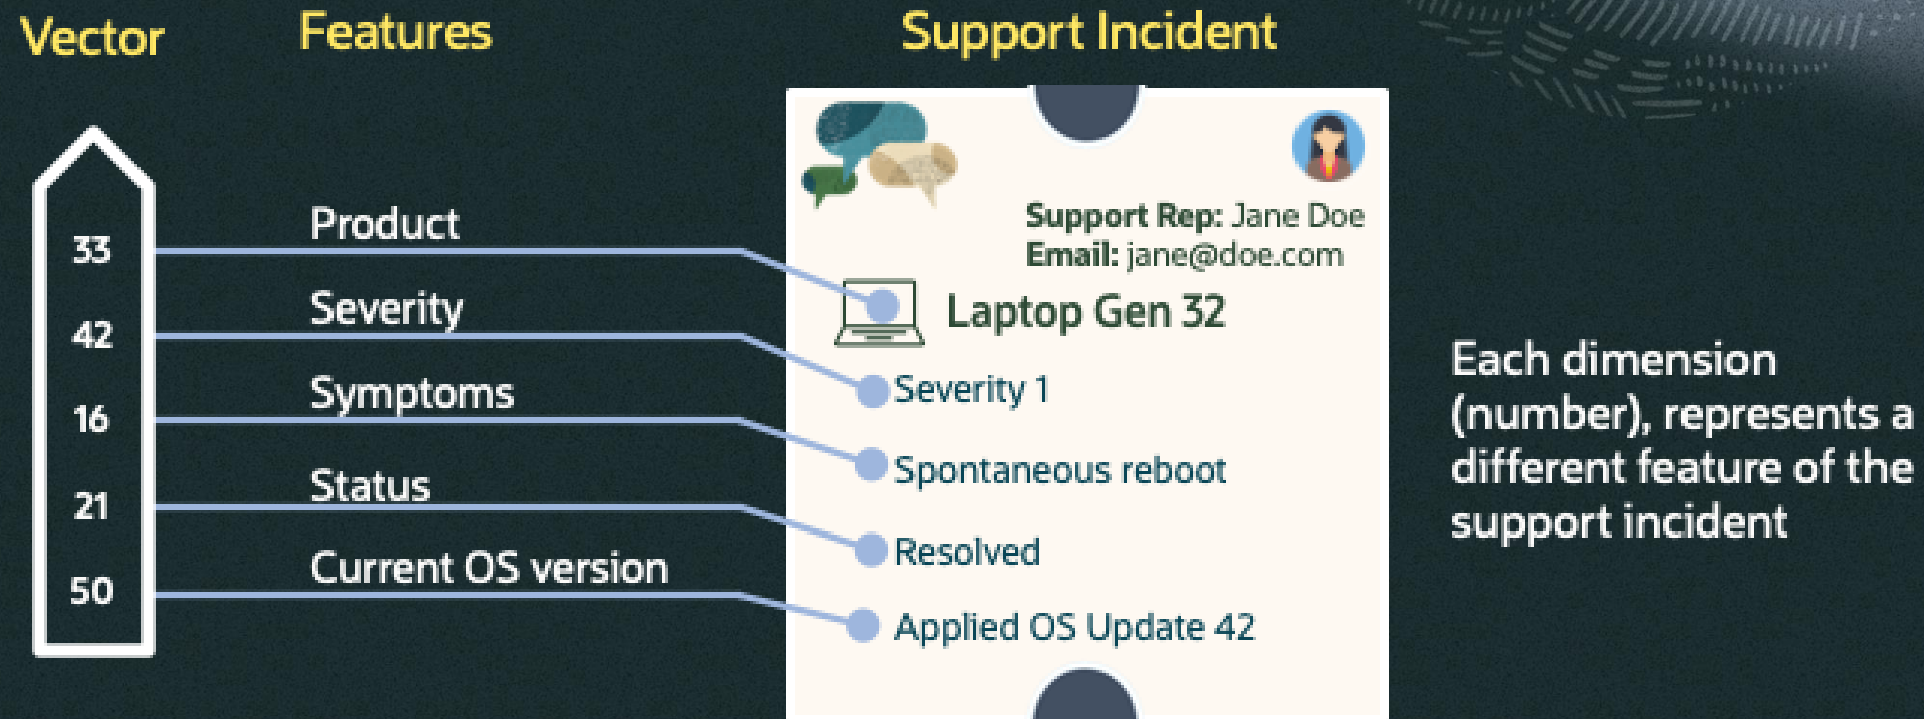 Vector
Features
Support Incident
33
42
16
21
50
Product
Severity
Symptoms
Status
Current OS version
Support Rep: Jane Doe
Email: jane@doe.com
Laptop Gen 32
Severity 1
Spontaneous reboot
Resolved
Applied OS Update 42
Each dimension
(number), represents a
different feature of the
support incident